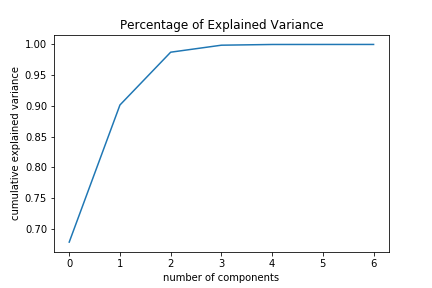 Percentage of Explained Variance
cumulative explained variance
1.00
0.95
0.90
0.85
0.80
0.75
0.70
0 1 2 3 4 5 6
number of components